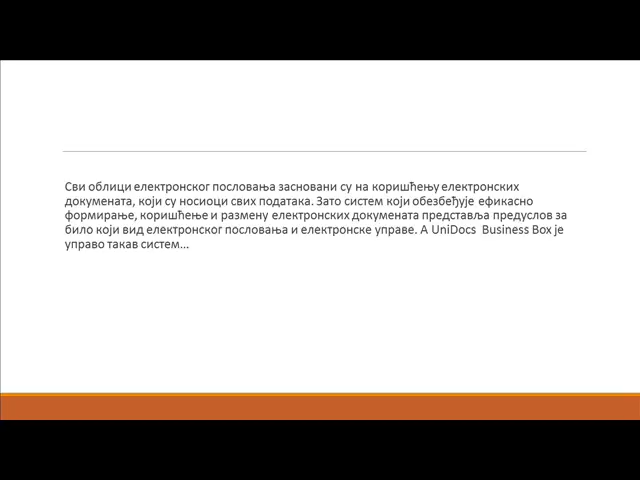 Сви облици електронског пословања засновани су на коришћењу електронских
докумената, који су носиоци свих података. Зато систем који обезбеђује ефикасно
формирање, коришћење и размену електронских докумената представља предуслов за
било који вид електронског пословања и електронске управе. А UniDocs  Business Box је
управо такав систем...